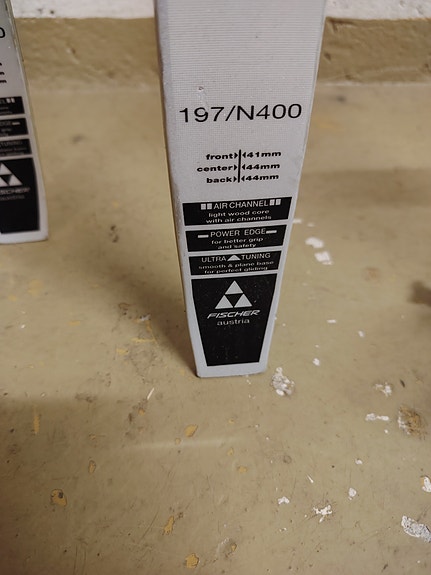 197/N400
front 41mm
center 44mm
back 44mm
AIR CHANNEL
light wood core
with air channels
POWER EDGE
for better grip
and safety
ULTRA TUNING
smooth & plane base
for perfect gliding
FISCHER
austria